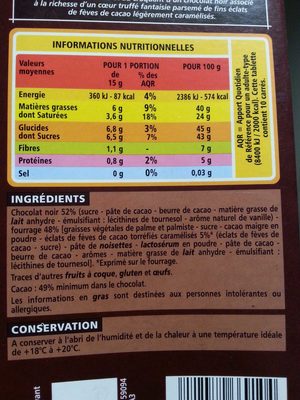 à la richesse d'un cœur truffé fantaisie parsemé de fins éclats
de fèves de cacao légèrement caramélisés.
INFORMATIONS NUTRITIONNELLES
Valeurs moyennes POUR 1 PORTION de 15 g % des AQR POUR 100 g
Energie 360 kJ - 87 kcal 4% 2386 kJ - 574 kcal
Matières grasses 6 g 9% 40 g
dont Saturées 3,6 g 18% 24 g
Glucides 6,8 g 3% 45 g
dont Sucres 6,5 g 7% 43 g
Fibres 1,1 g - 7 g
Protéines 0,8 g 2% 5 g
Sel 0 g 0% 0,03 g
AQR = Apport Quotidien
de Référence pour un adulte-type
(8400 kJ / 2000 kcal). Cette tablette
contient 10 carrés.
INGRÉDIENTS
Chocolat noir 52% (sucre - pâte de cacao - beurre de cacao - matière grasse de
lait anhydre - émulsifiant : lécithines de tournesol - arôme naturel de vanille) -
fourrage 48% [graisses végétales de palme et palmiste - sucre - cacao maigre en
poudre - éclats de fèves de cacao torréfiés caramélisés 5%* (éclats de fèves de
cacao - sucre) - pâte de noisettes - lactosérum en poudre - pâte de cacao -
beurre de cacao - arômes - matière grasse de lait anhydre - émulsifiant :
lécithines de tournesol]. *Exprimé sur le fourrage.
Traces d'autres fruits à coque, gluten et œufs.
Cacao : 49% minimum dans le chocolat.
Les informations en gras sont destinées aux personnes intolérantes ou
allergiques.
CONSERVATION
A conserver à l'abri de l'humidité et de la chaleur à une température idéale
de +18°C à +20°C.
59094